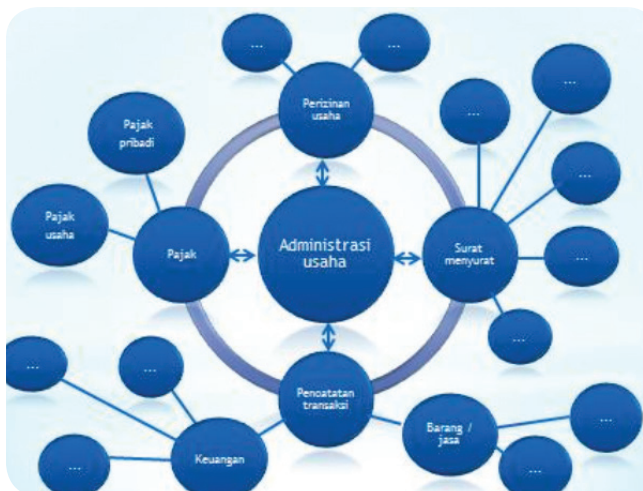 ...
...
Perizinan
usaha
...
...
...
...
...
Surat
menyurat
Pajak
pribadi
Pajak
usaha
Pajak
Administrasi
usaha
Pencatatan
transaksi
...
...
...
Keuangan
Barang /
jasa
...
...